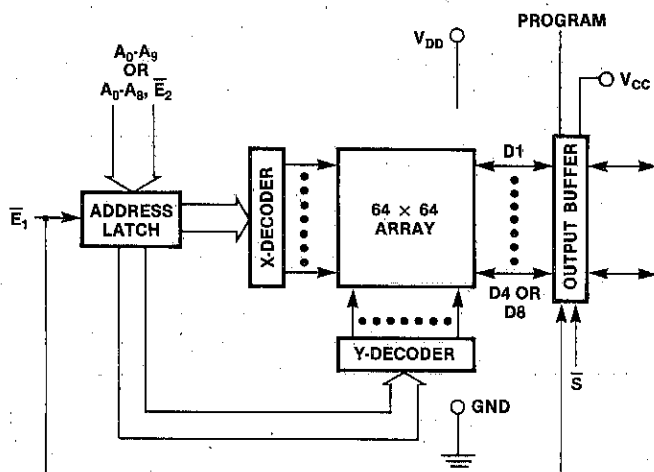 PROGRAM
V_DD
V_CC
A_0-A_9
OR
A_0-A_8, E̅_2
E̅_1
ADDRESS
LATCH
X-DECODER
64 × 64
ARRAY
D1
D4 OR
D8
OUTPUT BUFFER
Y-DECODER
S̅
GND